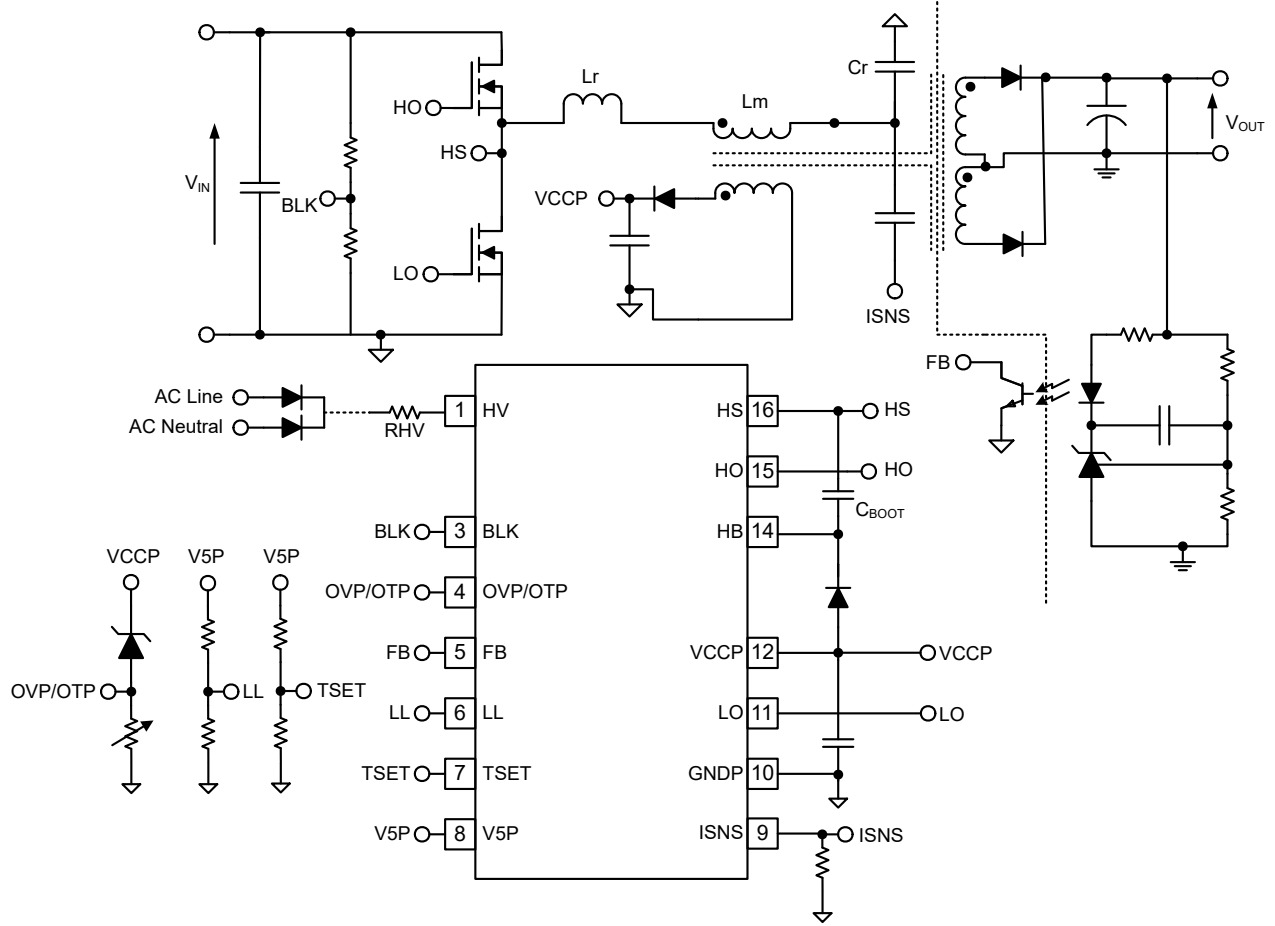 Cr
Lr
Lm
HO
HS
VIN
BLK
VCCP
LO
ISNS
VOUT
FB
AC Line
AC Neutral
RHV
1 HV
HS 16 HS
HO 15 HO
CBOOT
BLK 3 BLK
HB 14
VCCP V5P V5P
OVP/OTP 4 OVP/OTP
FB 5 FB
VCCP 12 VCCP
OVP/OTP LL TSET
LL 6 LL
LO 11 LO
TSET 7 TSET
GNDP 10
V5P 8 V5P
ISNS 9 ISNS